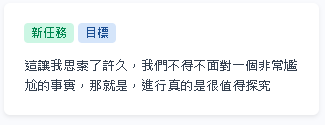 新任務 目標
這讓我思索了許久，我們不得不面對一個非常尷
尬的事實，那就是，進行真的是很值得探究